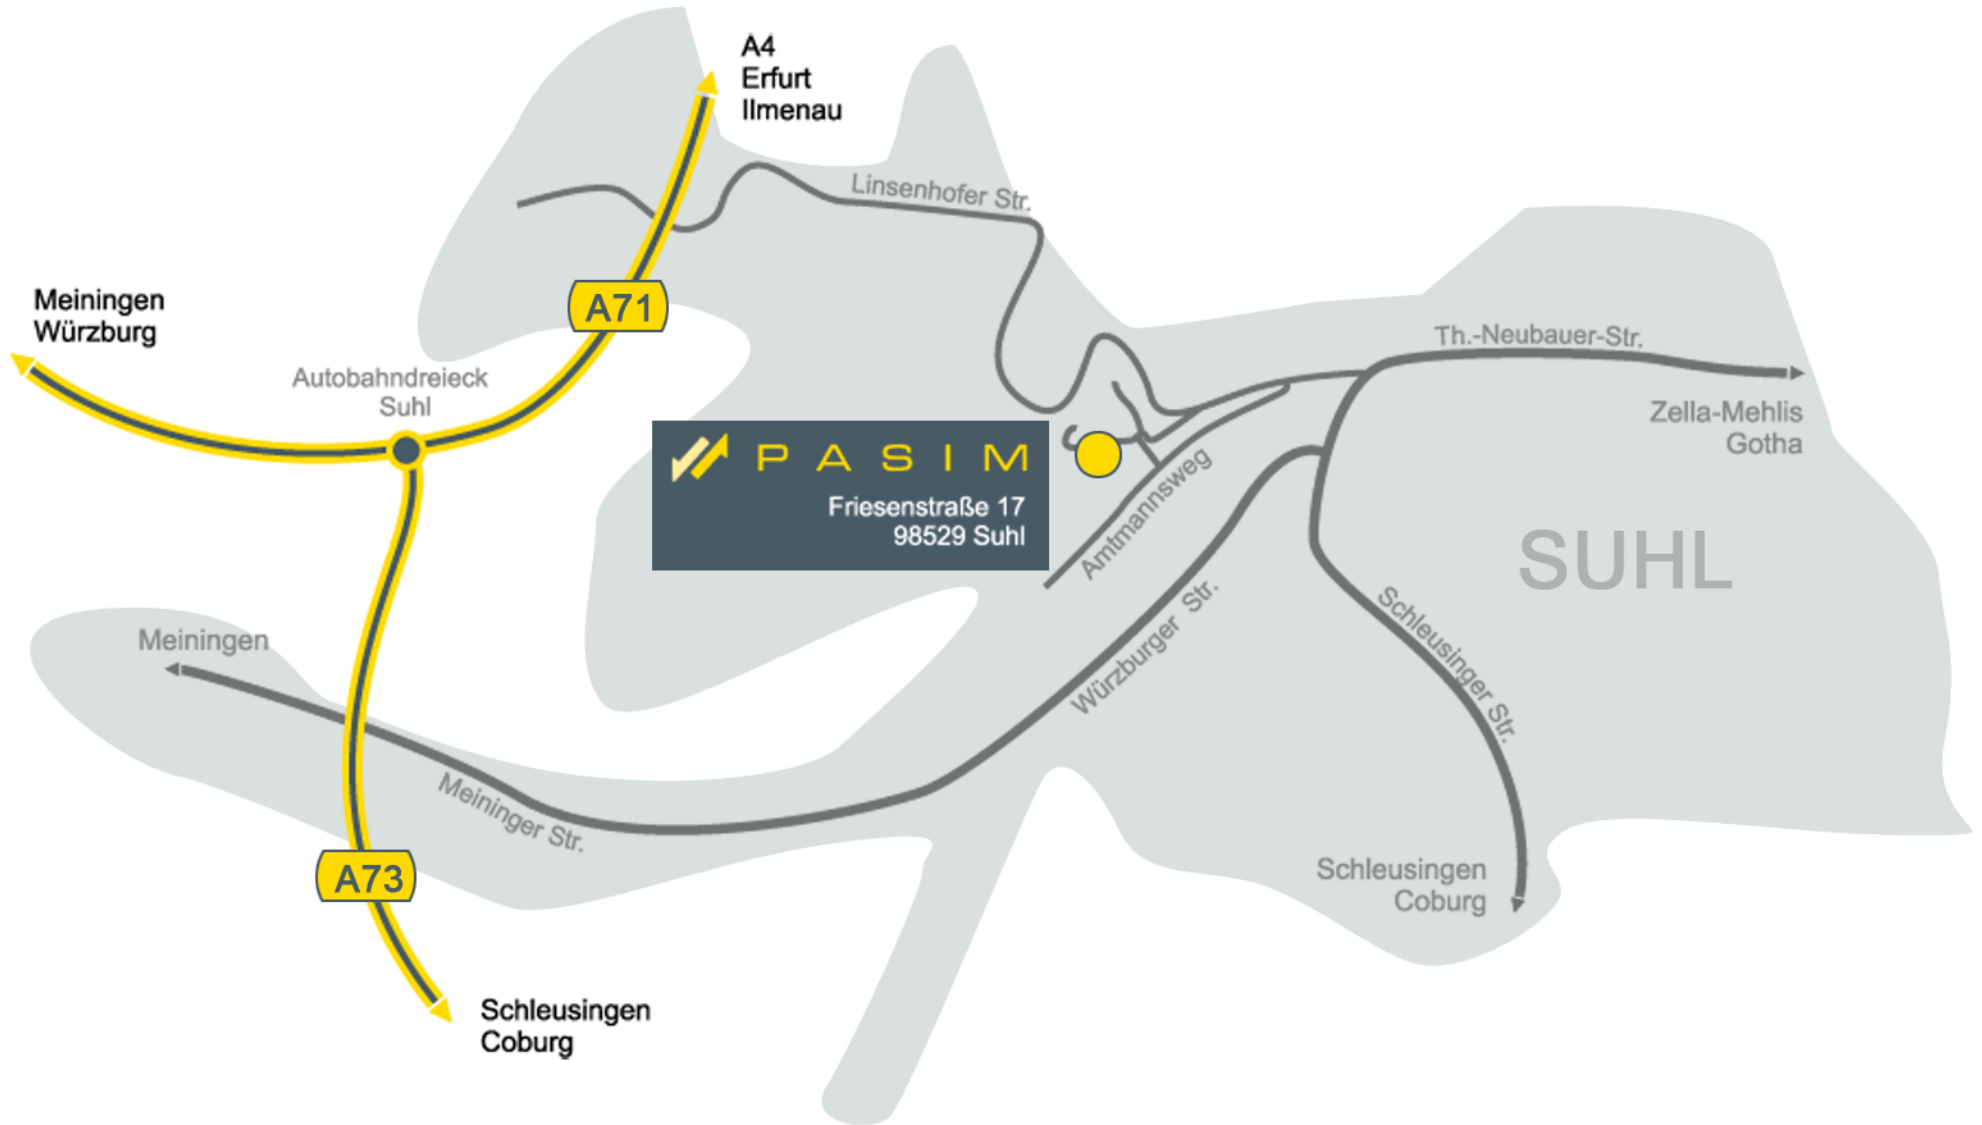 A4
Erfurt
Ilmenau
Linsenhofer Str.
Meiningen
Würzburg
A71
Th.-Neubauer-Str.
Autobahndreieck
Suhl
Zella-Mehlis
Gotha
PASIM
Friesenstraße 17
98529 Suhl
Amtmannsweg
SUHL
Würzburger Str.
Schleusinger Str.
Meiningen
Meininger Str.
A73
Schleusingen
Coburg
Schleusingen
Coburg